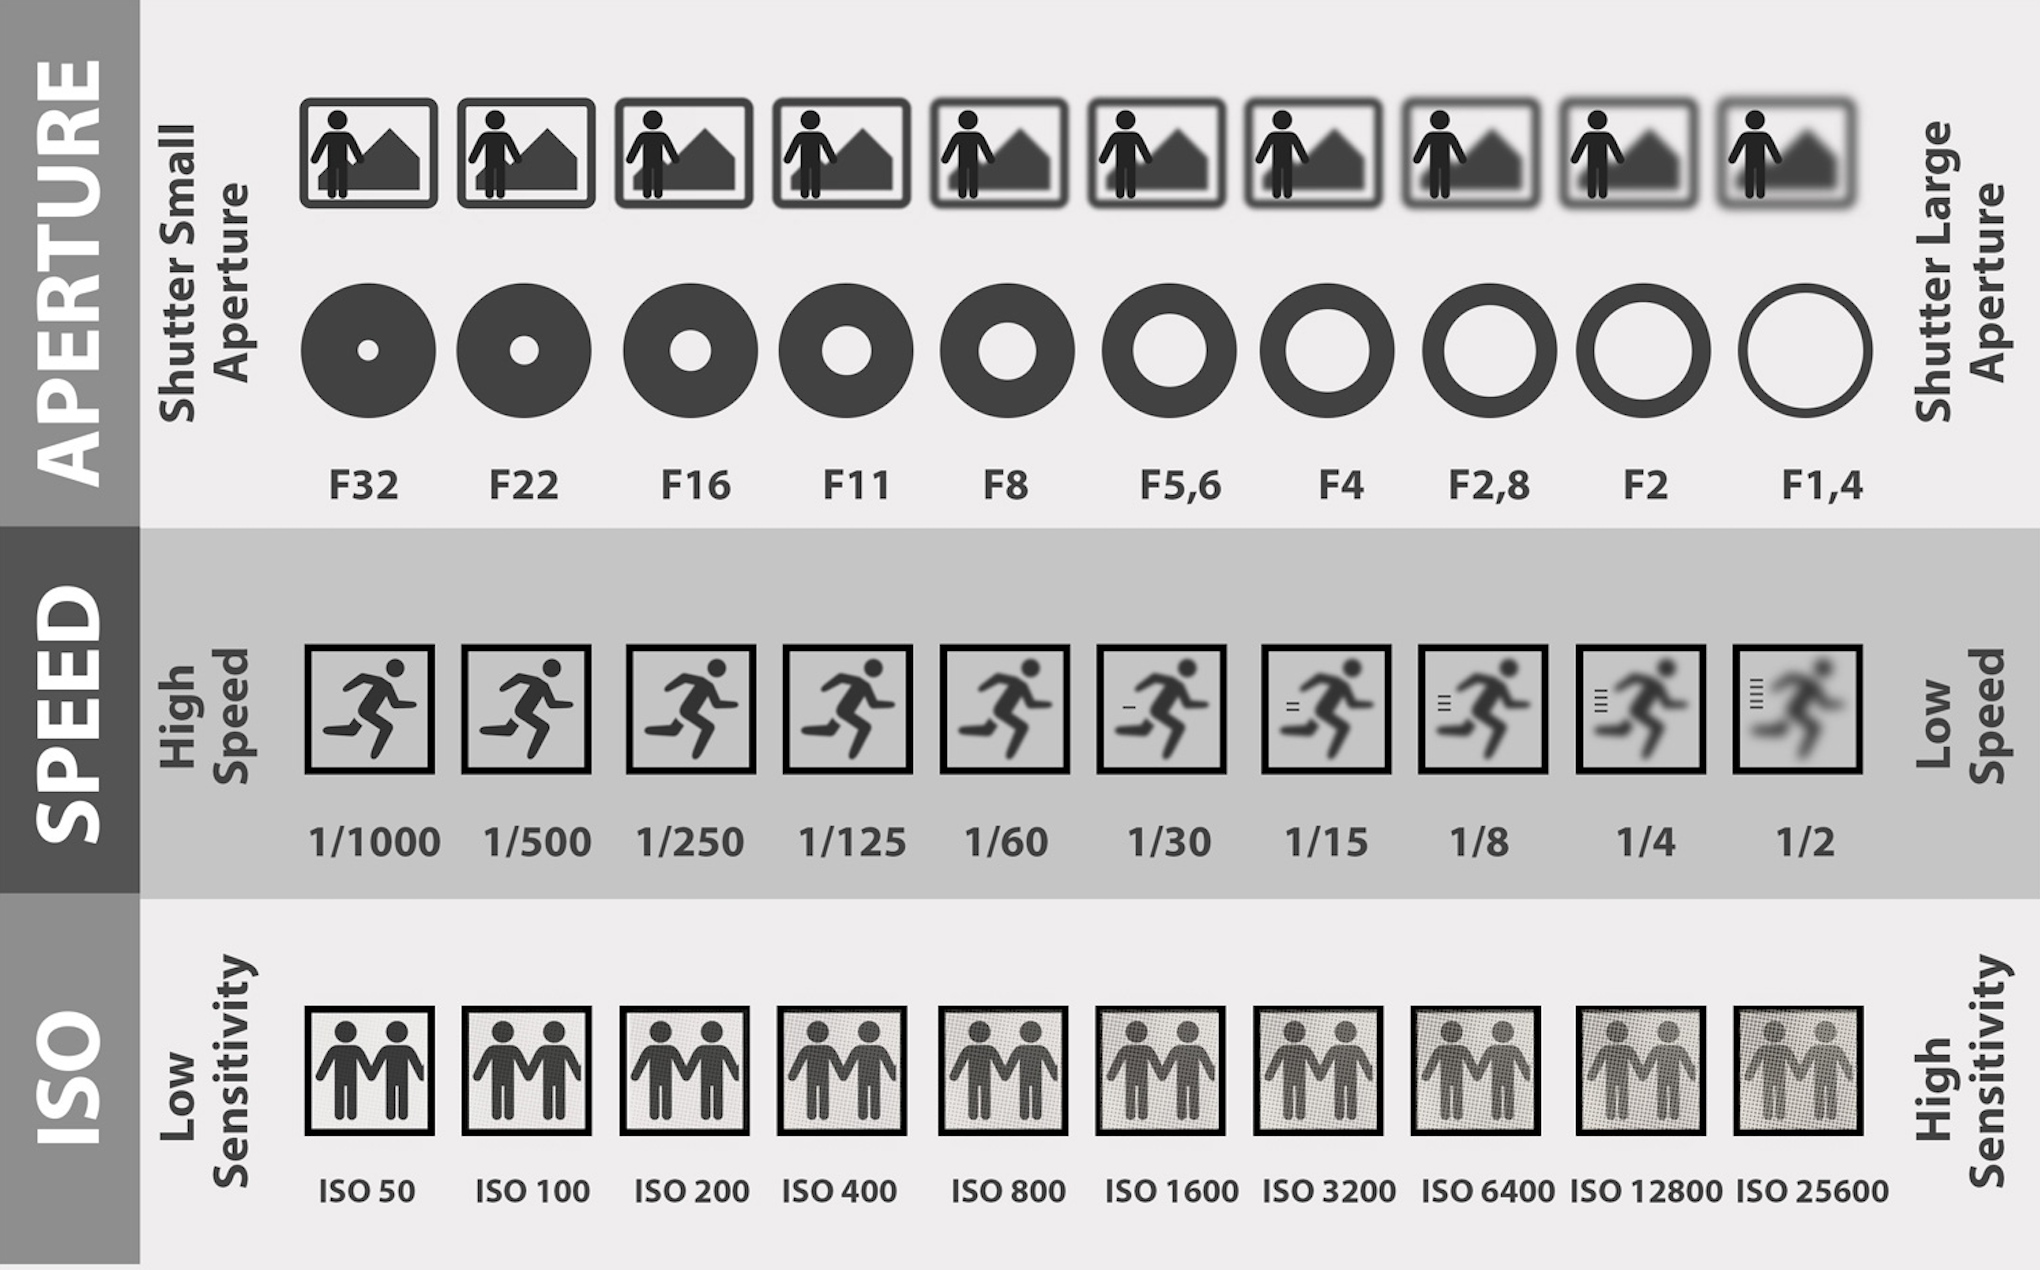 APERTURE
Shutter Small
Aperture
Shutter Large
Aperture
F32 F22 F16 F11 F8 F5,6 F4 F2,8 F2 F1,4
SPEED
High
Speed
Low
Speed
1/1000 1/500 1/250 1/125 1/60 1/30 1/15 1/8 1/4 1/2
ISO
Low
Sensitivity
High
Sensitivity
ISO 50 ISO 100 ISO 200 ISO 400 ISO 800 ISO 1600 ISO 3200 ISO 6400 ISO 12800 ISO 25600